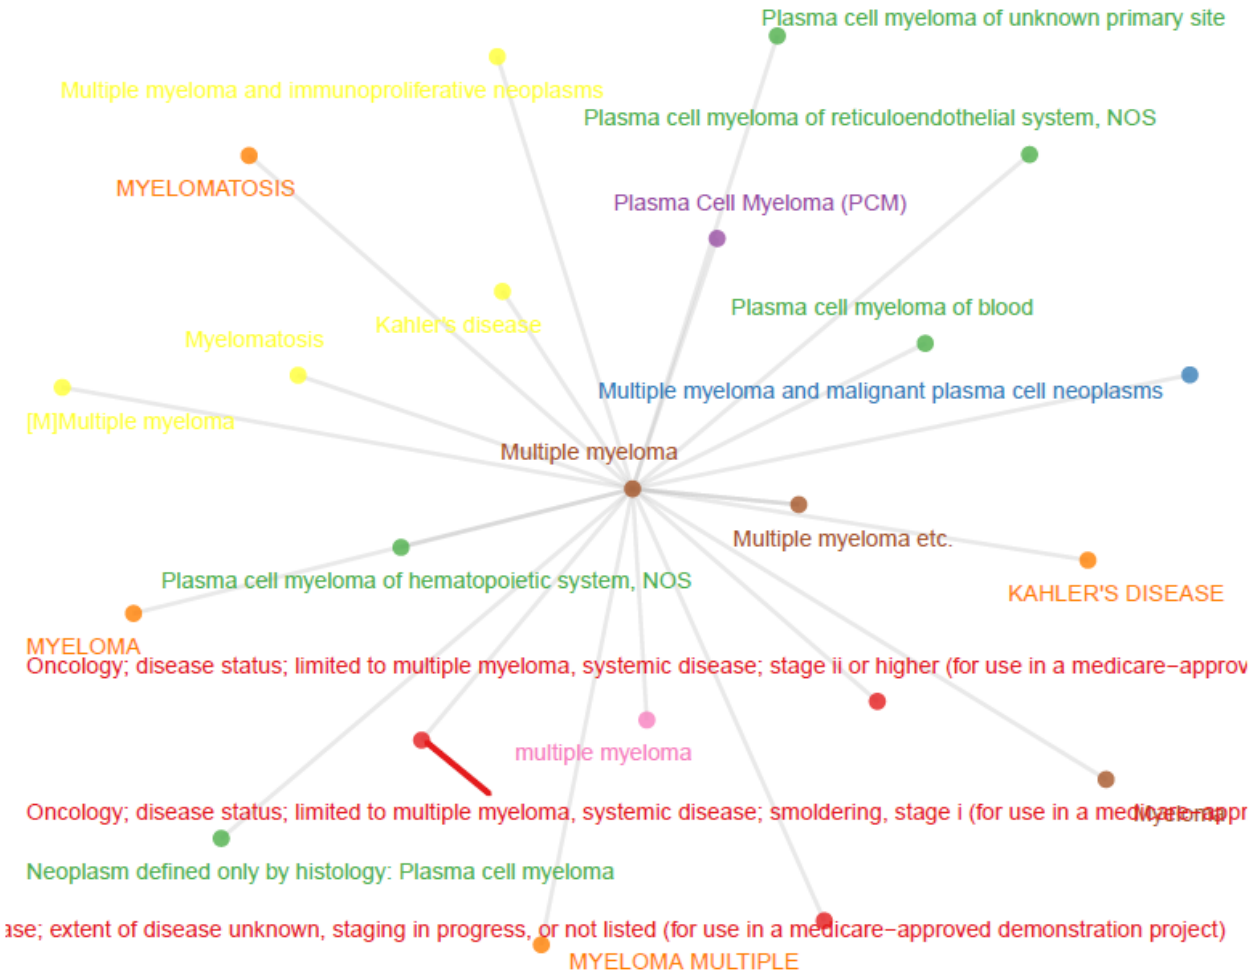 Plasma cell myeloma of unknown primary site
Multiple myeloma and immunoproliferative neoplasms
Plasma cell myeloma of reticuloendothelial system, NOS
MYELOMATOSIS
Plasma Cell Myeloma (PCM)
Plasma cell myeloma of blood
Kahler's disease
Myelomatosis
Multiple myeloma and malignant plasma cell neoplasms
[M]Multiple myeloma
Multiple myeloma
Multiple myeloma etc.
Plasma cell myeloma of hematopoietic system, NOS
KAHLER'S DISEASE
MYELOMA
Oncology; disease status; limited to multiple myeloma, systemic disease; stage ii or higher (for use in a medicare−approv
multiple myeloma
Oncology; disease status; limited to multiple myeloma, systemic disease; smoldering, stage i (for use in a medicare−appr
Myeloma
Neoplasm defined only by histology: Plasma cell myeloma
ase; extent of disease unknown, staging in progress, or not listed (for use in a medicare−approved demonstration project)
MYELOMA MULTIPLE